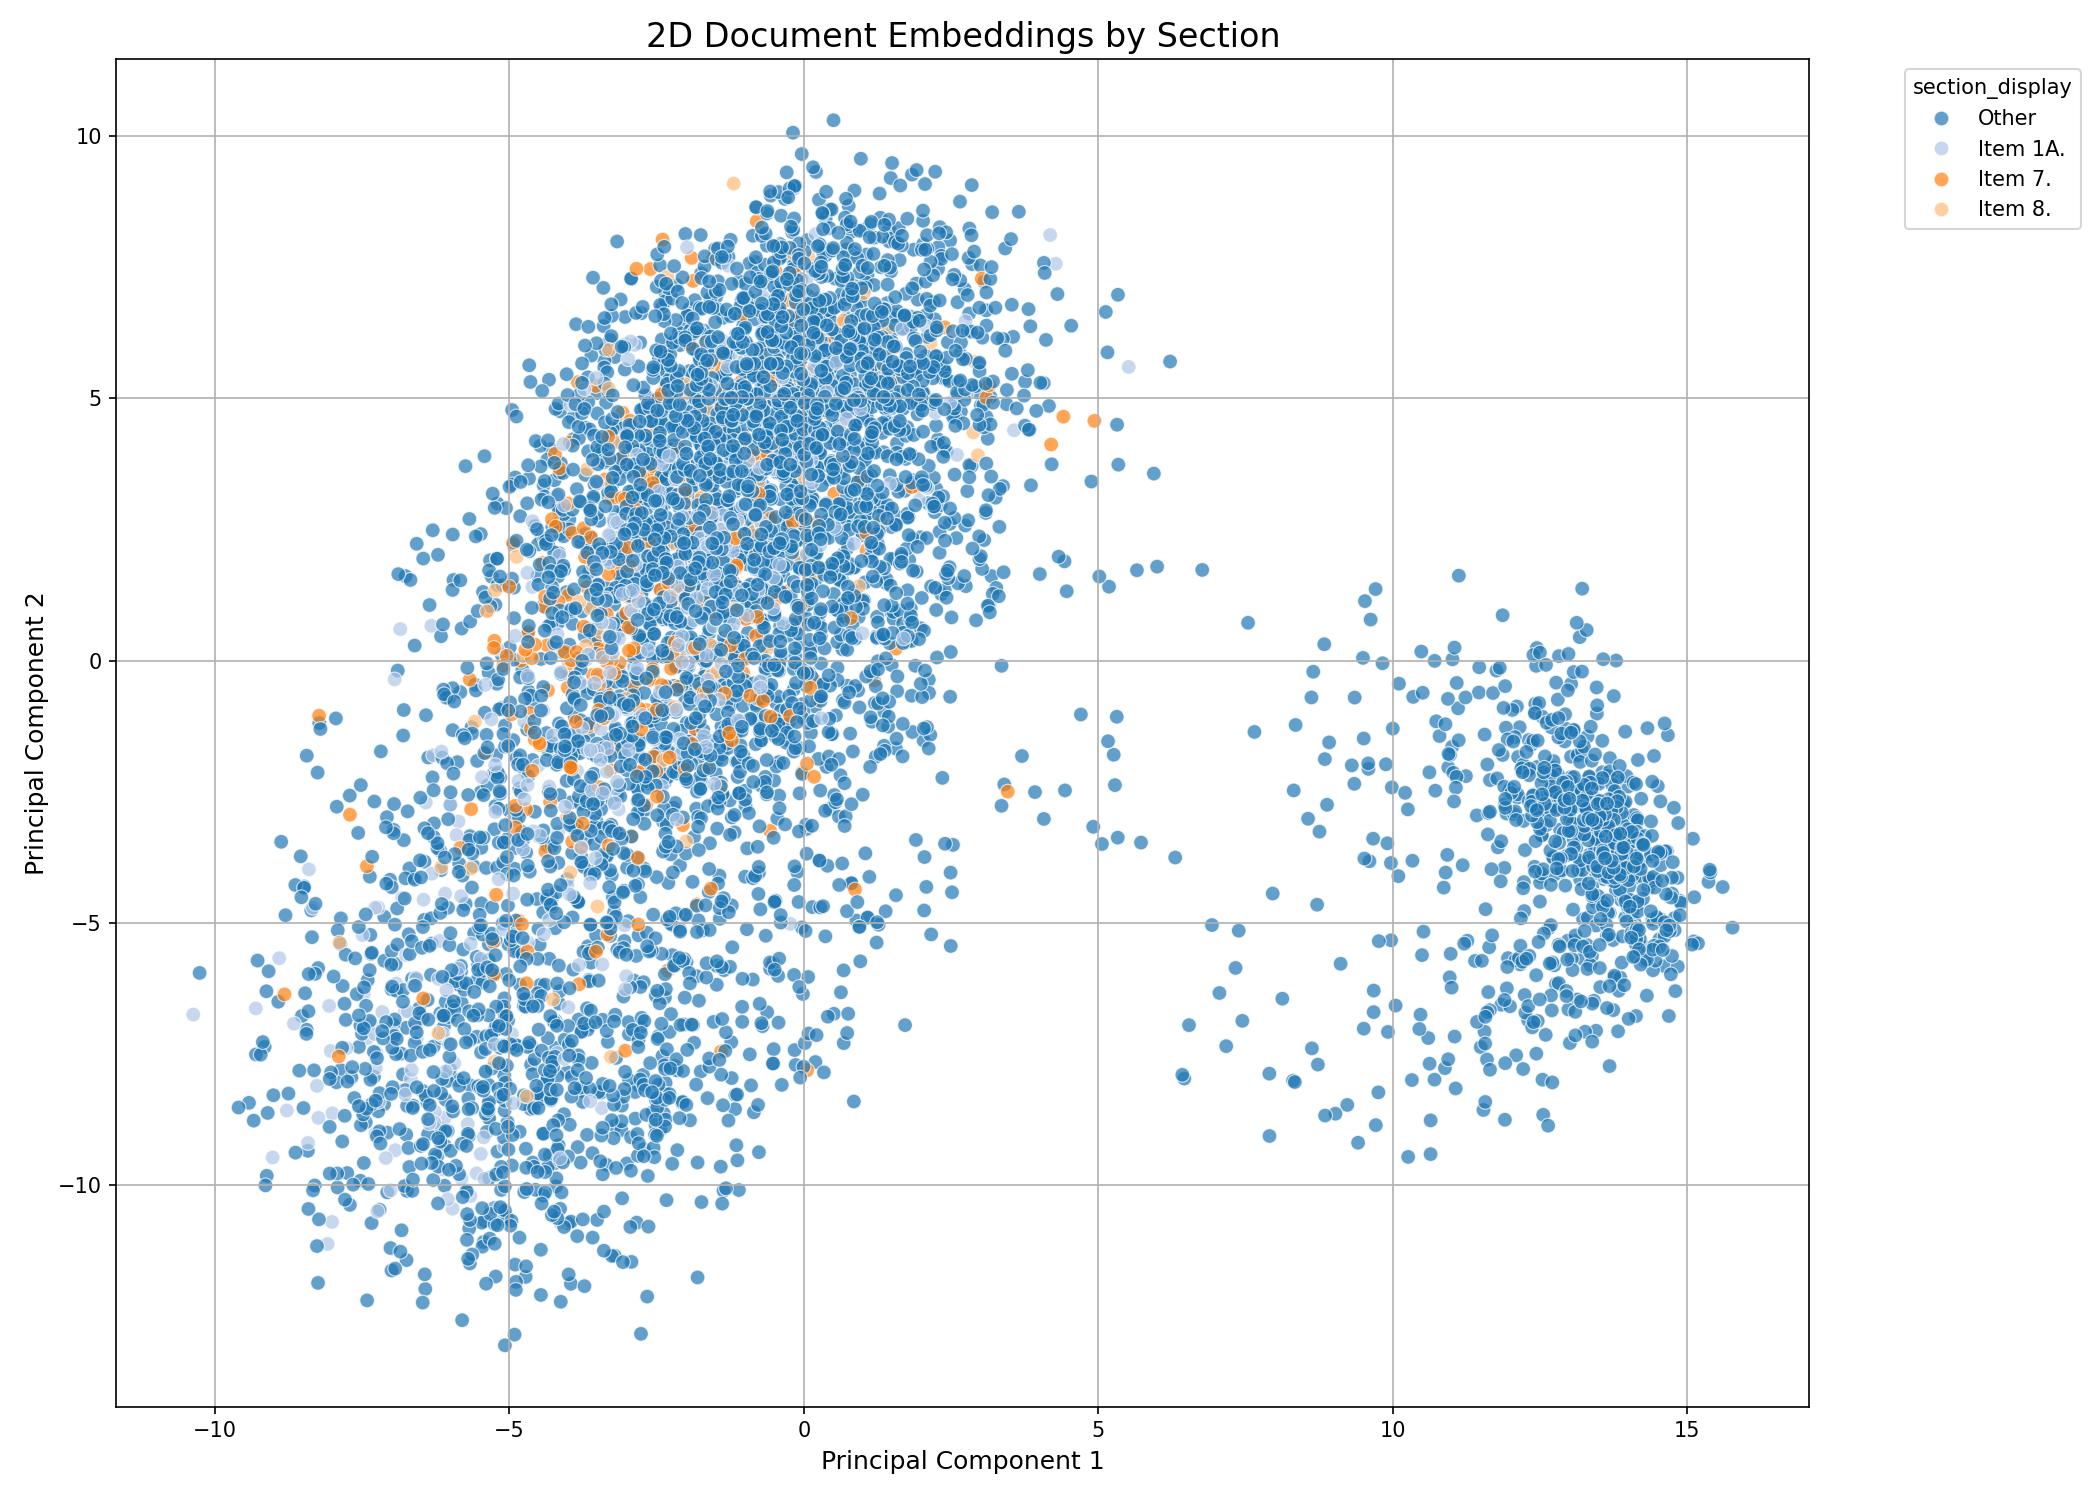 2D Document Embeddings by Section
section_display
Other
Item 1A.
Item 7.
Item 8.
Principal Component 2
10
5
0
−5
−10
−10
−5
0
5
10
15
Principal Component 1